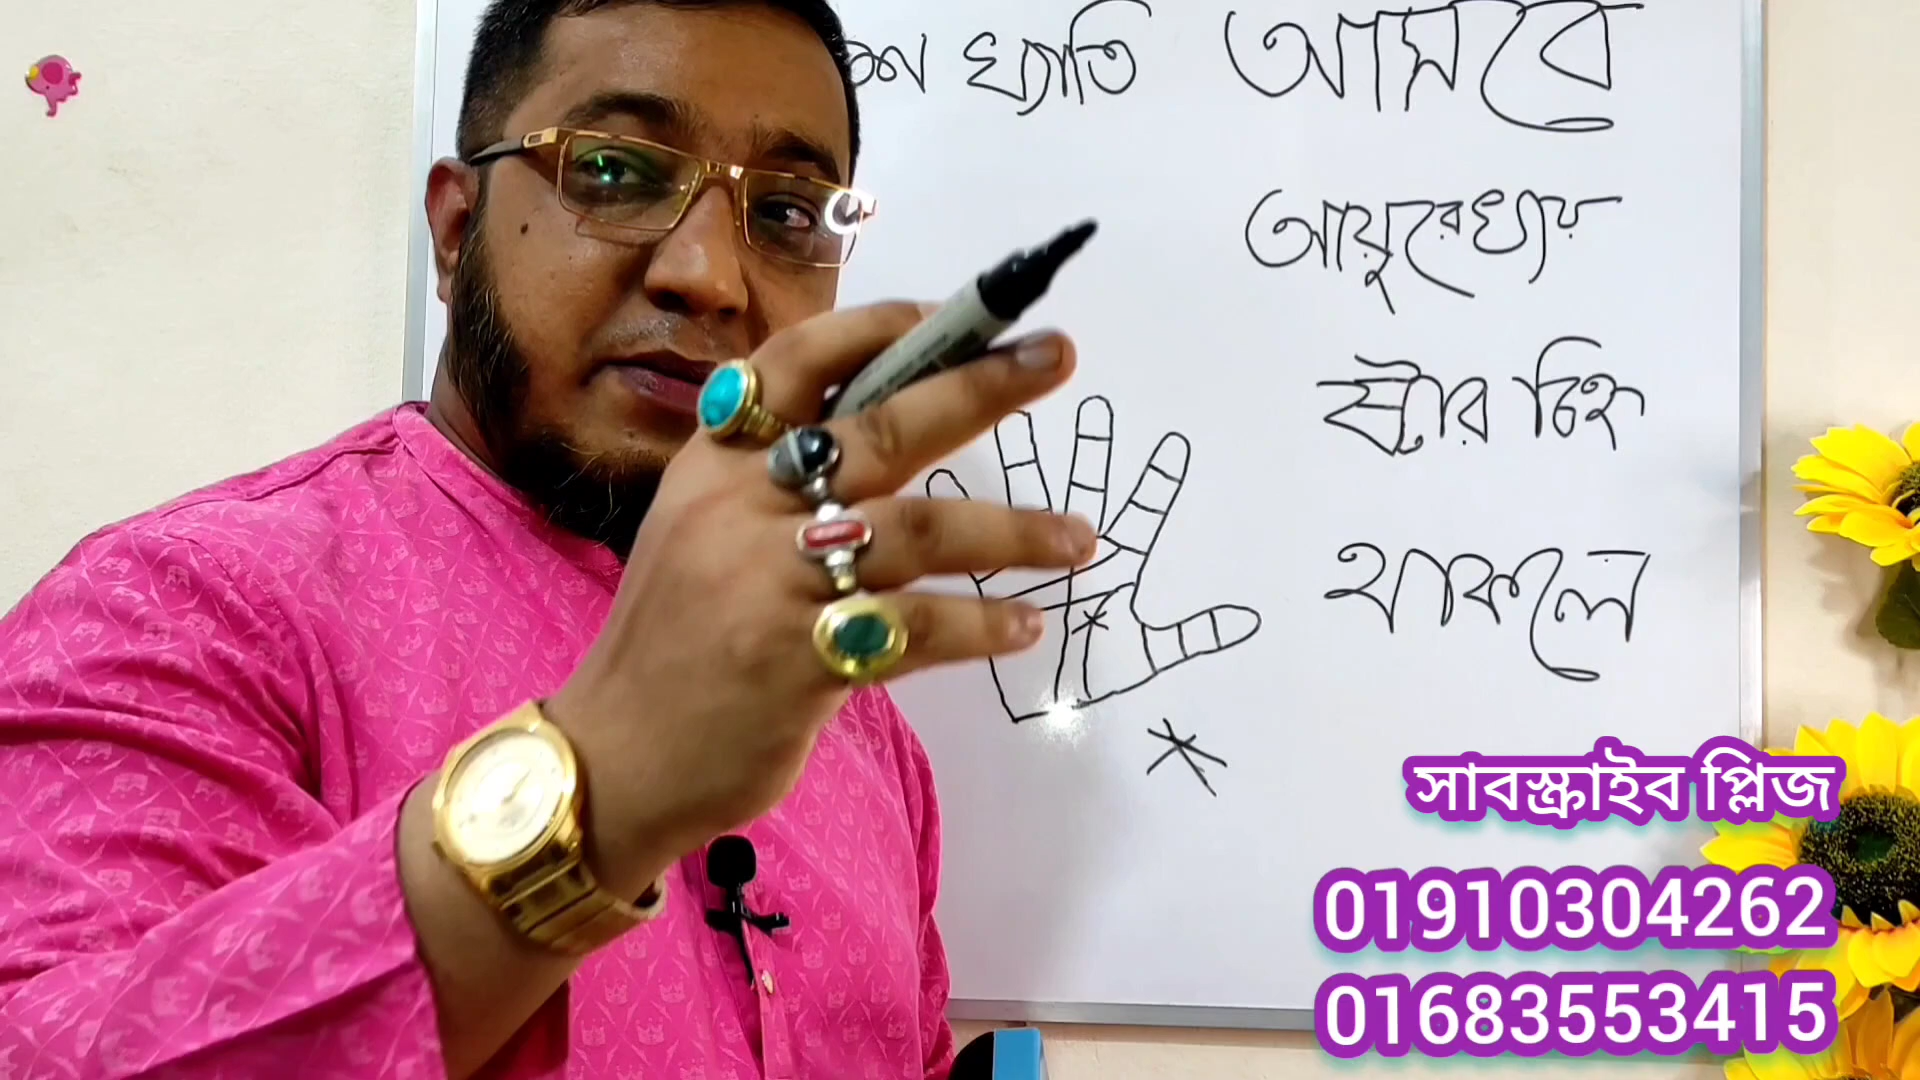 খ্যাতি আসবে
আয়ুরেখায়
ষ্টার চিহ্ন
থাকলে
সাবস্ক্রাইব প্লিজ
01910304262
01683553415